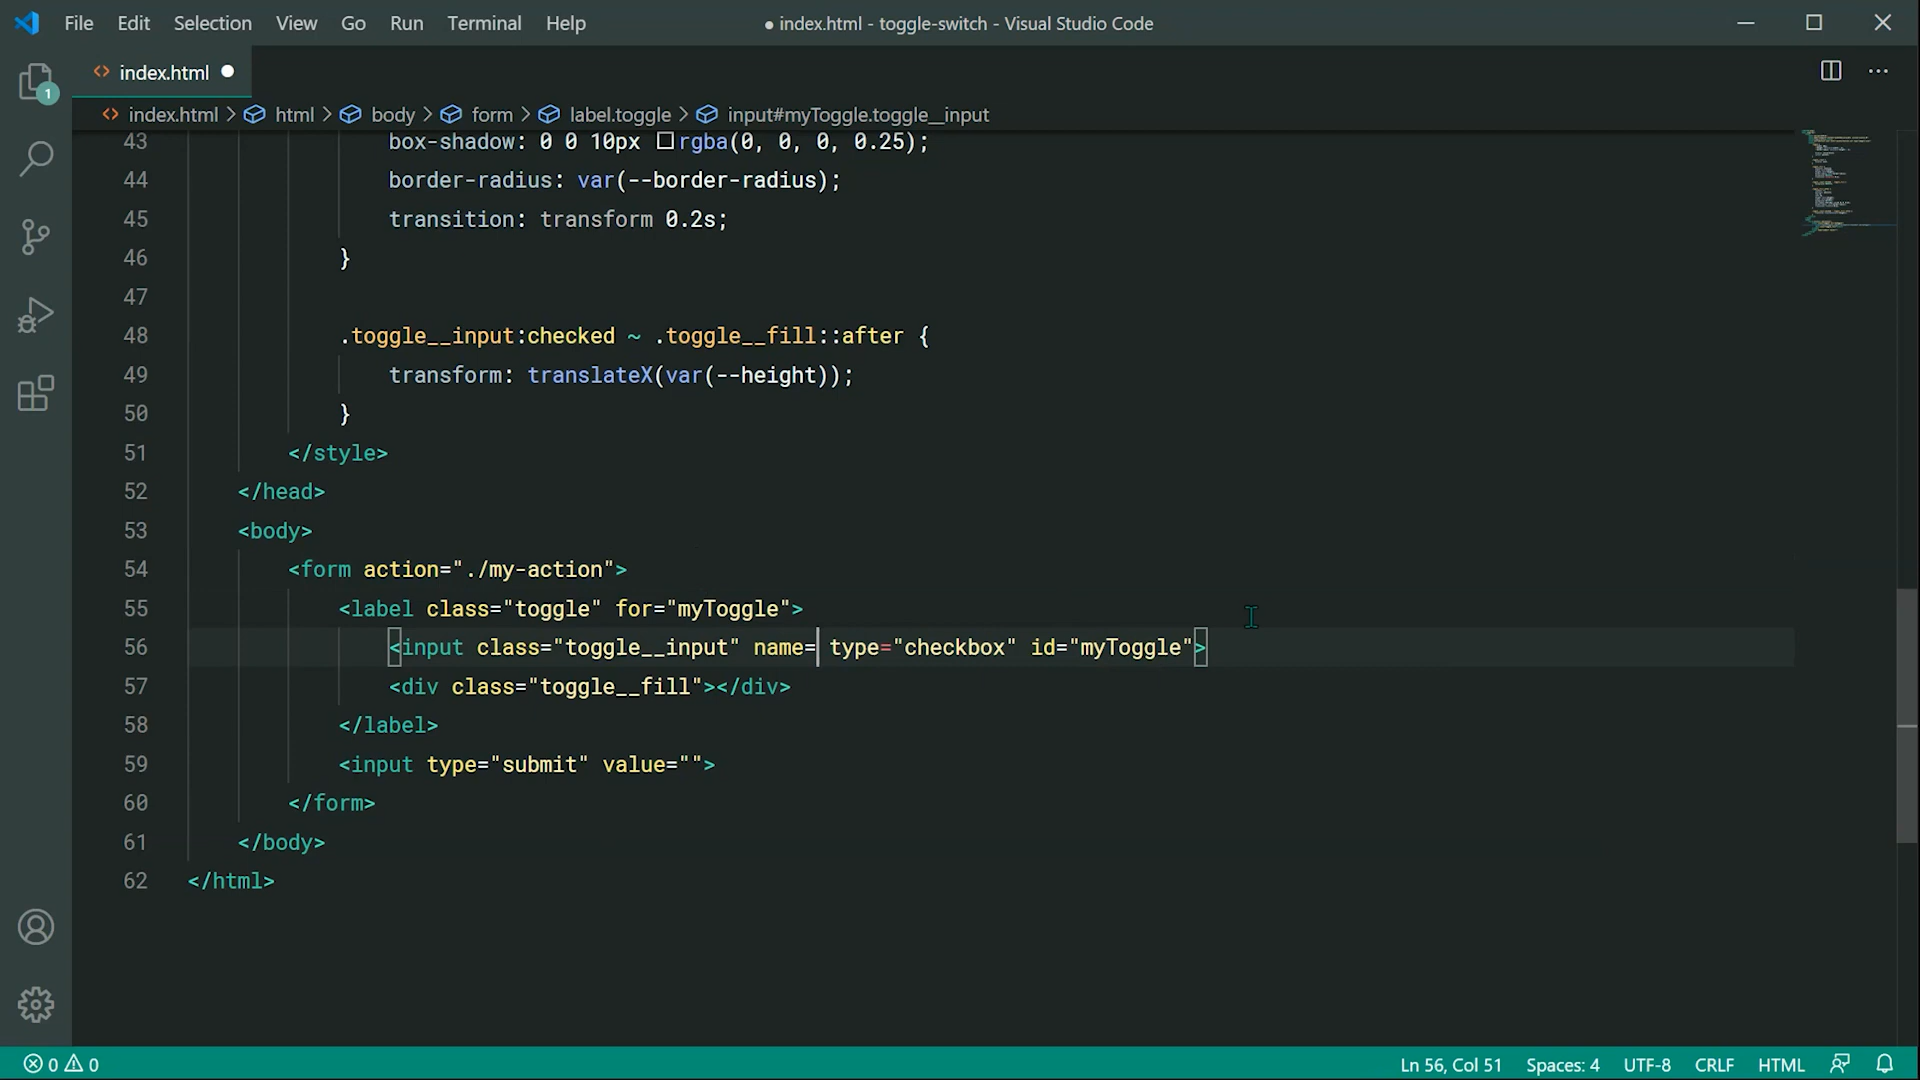 File Edit Selection View Go Run Terminal Help
● index.html - toggle-switch - Visual Studio Code
1
<> index.html ●
<> index.html > html > body > form > label.toggle > input#myToggle.toggle__input
43 box-shadow: 0 0 10px rgba(0, 0, 0, 0.25);
44 border-radius: var(--border-radius);
45 transition: transform 0.2s;
46 }
47
48 .toggle__input:checked ~ .toggle__fill::after {
49 transform: translateX(var(--height));
50 }
51 </style>
52 </head>
53 <body>
54 <form action="./my-action">
55 <label class="toggle" for="myToggle">
56 <input class="toggle__input" name= type="checkbox" id="myToggle">
57 <div class="toggle__fill"></div>
58 </label>
59 <input type="submit" value="">
60 </form>
61 </body>
62 </html>
0 0 Ln 56, Col 51 Spaces: 4 UTF-8 CRLF HTML